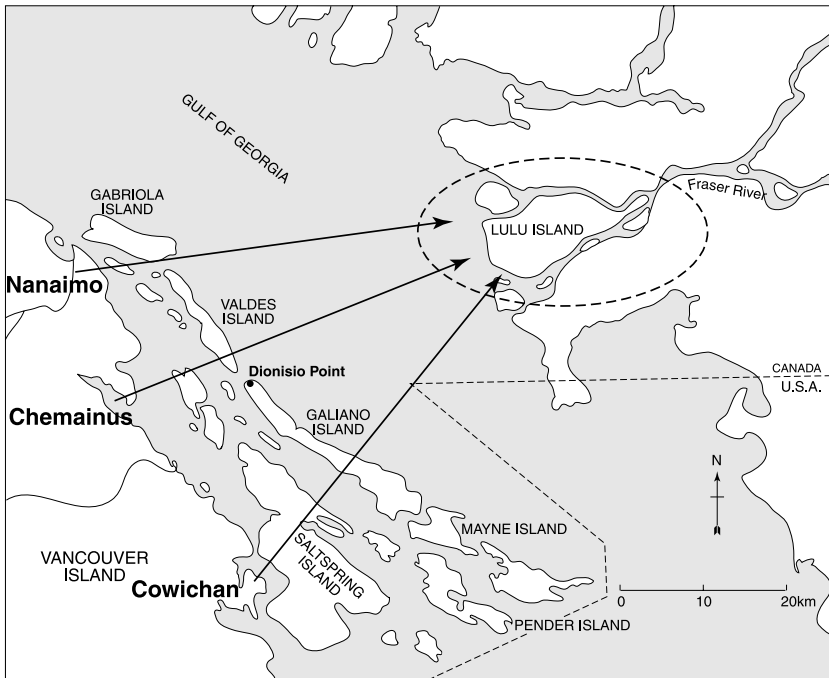 GULF OF GEORGIA
GABRIOLA
ISLAND
Fraser River
LULU ISLAND
Nanaimo
VALDES
ISLAND
Dionisio Point
CANADA
U.S.A.
Chemainus
GALIANO
ISLAND
N
MAYNE ISLAND
VANCOUVER
ISLAND
SALTSPRING
ISLAND
Cowichan
0 10 20km
PENDER ISLAND